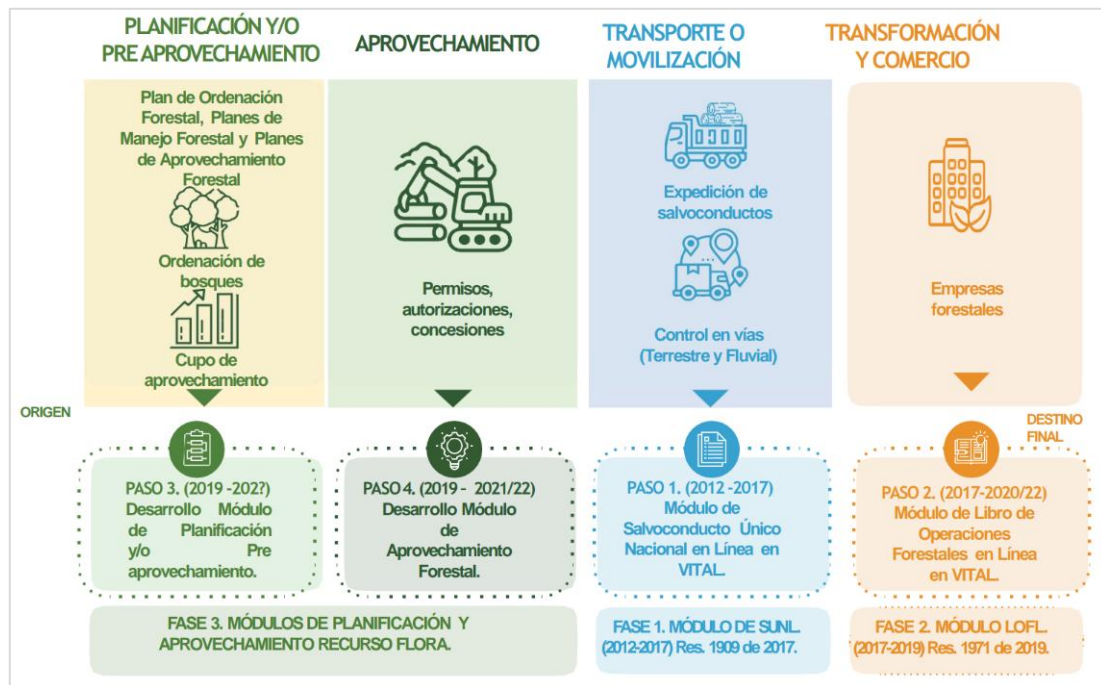 PLANIFICACIÓN Y/O
PRE APROVECHAMIENTO
Plan de Ordenación
Forestal, Planes de
Manejo Forestal y Planes
de Aprovechamiento
Forestal
Ordenación de
bosques
Cupo de
aprovechamiento
APROVECHAMIENTO
Permisos,
autorizaciones,
concesiones
TRANSPORTE O
MOVILIZACIÓN
Expedición de
salvoconductos
Control en vías
(Terrestre y Fluvial)
TRANSFORMACIÓN
Y COMERCIO
Empresas
forestales
ORIGEN
DESTINO
FINAL
PASO 3. (2019 -202?)
Desarrollo Módulo
de Planificación
y/o Pre
aprovechamiento.
PASO 4. (2019 - 2021/22)
Desarrollo Módulo
de
Aprovechamiento
Forestal.
PASO 1. (2012 -2017)
Módulo de
Salvoconducto Único
Nacional en Línea en
VITAL.
PASO 2. (2017-2020/22)
Módulo de Libro de
Operaciones
Forestales en Línea
en VITAL.
FASE 3. MÓDULOS DE PLANIFICACIÓN Y
APROVECHAMIENTO RECURSO FLORA.
FASE 1. MÓDULO DE SUNL.
(2012-2017) Res. 1909 de 2017.
FASE 2. MÓDULO LOFL.
(2017-2019) Res. 1971 de 2019.